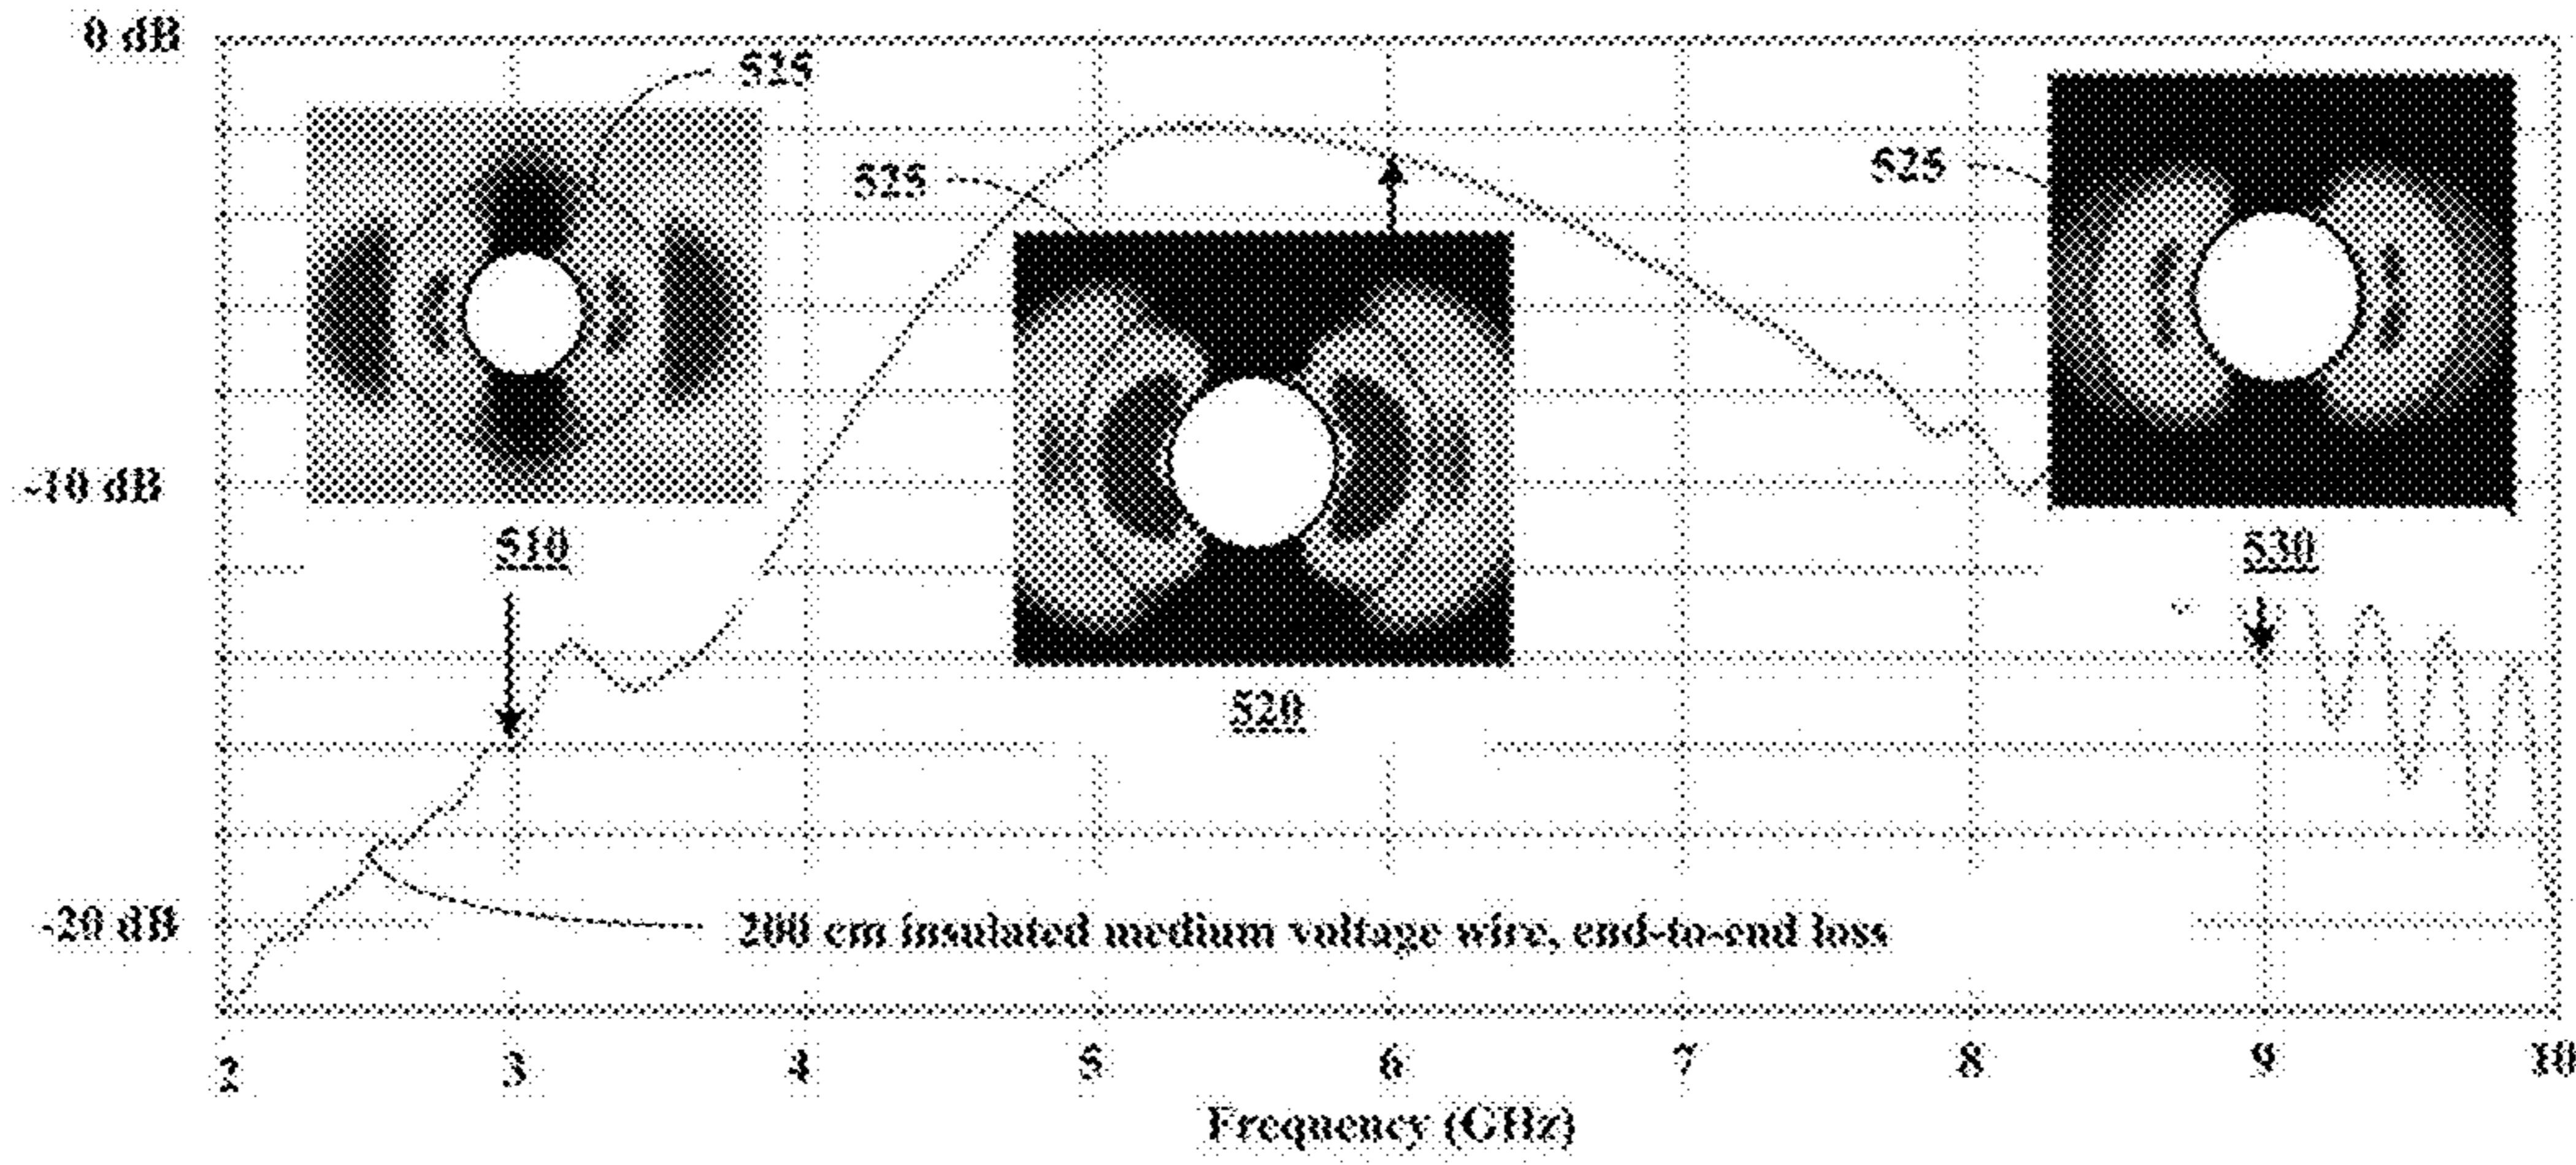 0 dB
525
525
525
-10 dB
510
530
520
-20 dB
200 cm insulated medium voltage wire, end-to-end loss
2 3 4 5 6 7 8 9 10
Frequency (GHz)